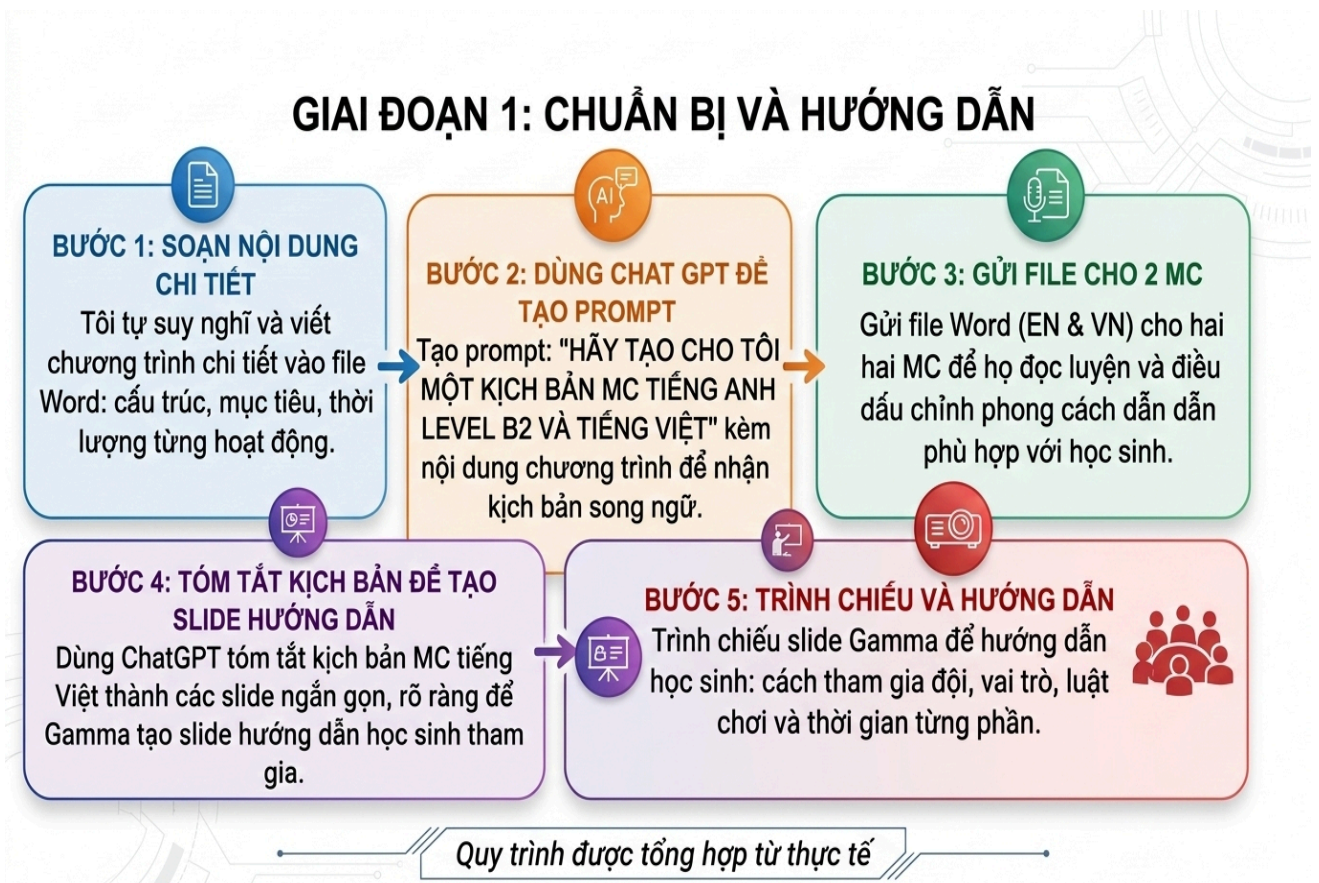 GIAI ĐOẠN 1: CHUẨN BỊ VÀ HƯỚNG DẪN
BƯỚC 1: SOẠN NỘI DUNG
CHI TIẾT
Tôi tự suy nghĩ và viết
chương trình chi tiết vào file
Word: cấu trúc, mục tiêu, thời
lượng từng hoạt động.
AI
BƯỚC 2: DÙNG CHAT GPT ĐỂ
TẠO PROMPT
Tạo prompt: "HÃY TẠO CHO TÔI
MỘT KỊCH BẢN MC TIẾNG ANH
LEVEL B2 VÀ TIẾNG VIỆT" kèm
nội dung chương trình để nhận
kịch bản song ngữ.
BƯỚC 3: GỬI FILE CHO 2 MC
Gửi file Word (EN & VN) cho hai
hai MC để họ đọc luyện và điều
dấu chỉnh phong cách dẫn dẫn
phù hợp với học sinh.
BƯỚC 4: TÓM TẮT KỊCH BẢN ĐỂ TẠO
SLIDE HƯỚNG DẪN
Dùng ChatGPT tóm tắt kịch bản MC tiếng
Việt thành các slide ngắn gọn, rõ ràng để
Gamma tạo slide hướng dẫn học sinh tham
gia.
BƯỚC 5: TRÌNH CHIẾU VÀ HƯỚNG DẪN
Trình chiếu slide Gamma để hướng dẫn
học sinh: cách tham gia đội, vai trò, luật
chơi và thời gian từng phần.
Quy trình được tổng hợp từ thực tế